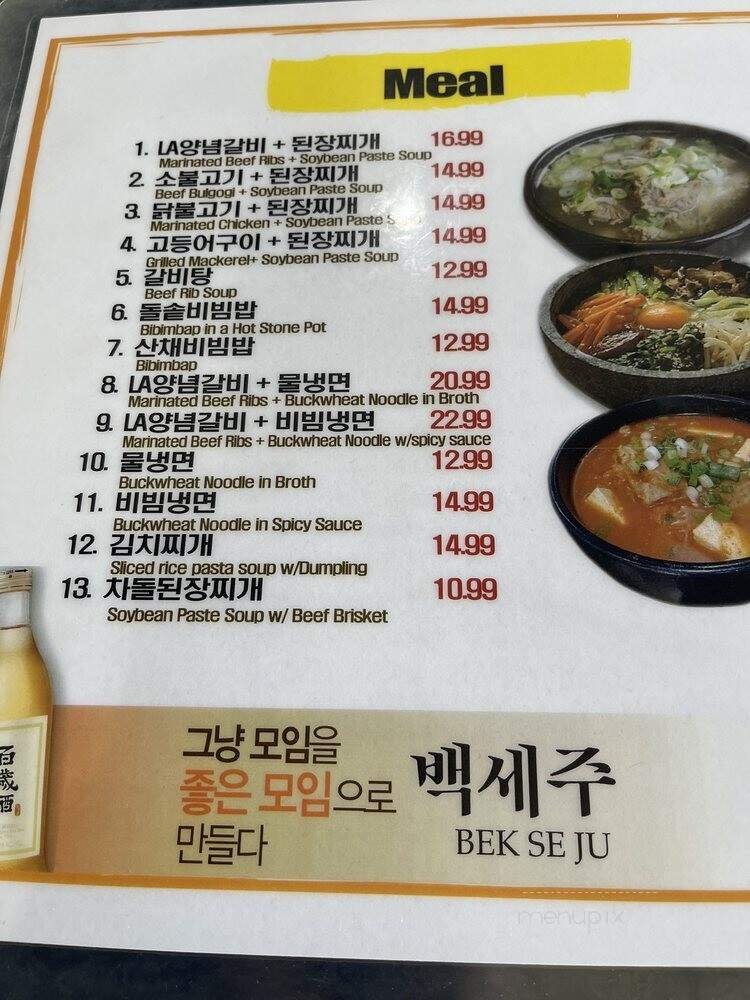 Meal
1. LA양념갈비 + 된장찌개 16.99
Marinated Beef Ribs + Soybean Paste Soup
2. 소불고기 + 된장찌개 14.99
Beef Bulgogi + Soybean Paste Soup
3. 닭불고기 + 된장찌개 14.99
Marinated Chicken + Soybean Paste Soup
4. 고등어구이 + 된장찌개 14.99
Grilled Mackerel+ Soybean Paste Soup
5. 갈비탕 12.99
Beef Rib Soup
6. 돌솥비빔밥 14.99
Bibimbap in a Hot Stone Pot
7. 산채비빔밥 12.99
Bibimbap
8. LA양념갈비 + 물냉면 20.99
Marinated Beef Ribs + Buckwheat Noodle in Broth
9. LA양념갈비 + 비빔냉면 22.99
Marinated Beef Ribs + Buckwheat Noodle w/spicy sauce
10. 물냉면 12.99
Buckwheat Noodle in Broth
11. 비빔냉면 14.99
Buckwheat Noodle in Spicy Sauce
12. 김치찌개 14.99
Sliced rice pasta soup w/Dumpling
13. 차돌된장찌개 10.99
Soybean Paste Soup w/ Beef Brisket
그냥 모임을
좋은 모임으로
만들다
백세주
BEK SE JU
百歲酒
menupix